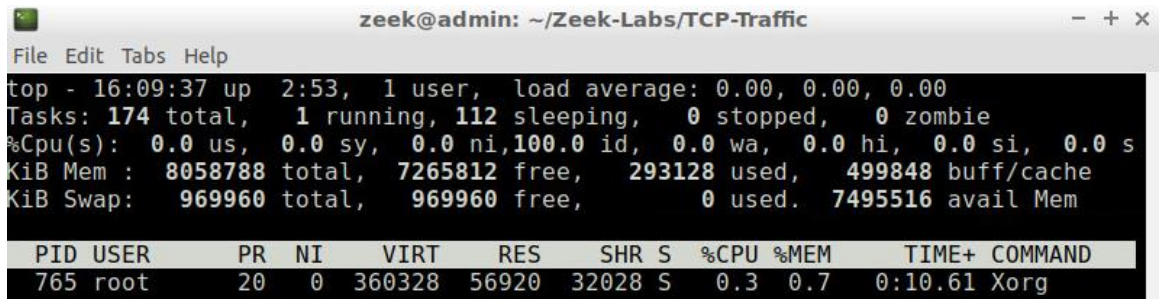 zeek@admin: ~/Zeek-Labs/TCP-Traffic
File Edit Tabs Help
top - 16:09:37 up  2:53,  1 user,  load average: 0.00, 0.00, 0.00
Tasks: 174 total,   1 running, 112 sleeping,   0 stopped,   0 zombie
%Cpu(s):  0.0 us,  0.0 sy,  0.0 ni,100.0 id,  0.0 wa,  0.0 hi,  0.0 si,  0.0 s
KiB Mem :  8058788 total,  7265812 free,   293128 used,   499848 buff/cache
KiB Swap:   969960 total,   969960 free,        0 used.  7495516 avail Mem
PID USER      PR  NI    VIRT    RES    SHR S  %CPU %MEM     TIME+ COMMAND
765 root      20   0  360328  56920  32028 S   0.3  0.7   0:10.61 Xorg